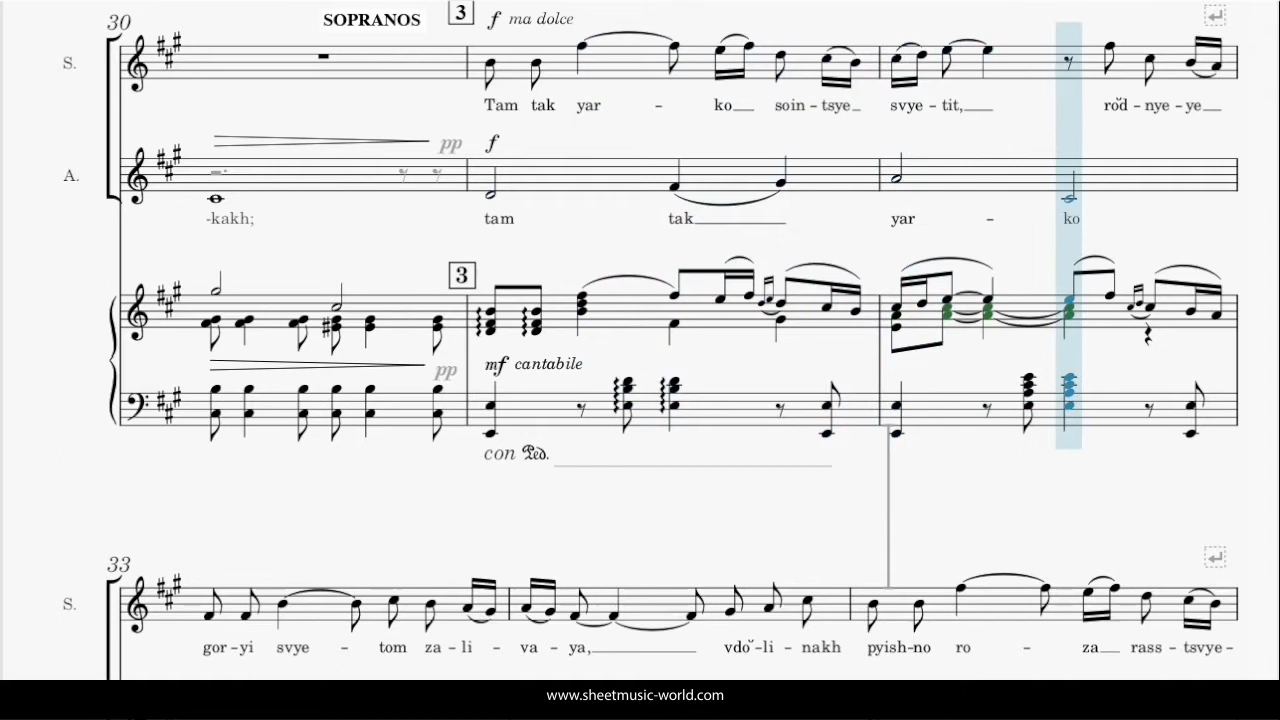 30 SOPRANOS 3 f ma dolce
S.
Tam tak yar - ko soin - tsye svye - tit, rŏd - nye - ye
f
pp
A.
-kakh; tam tak yar - ko
3
mf cantabile
pp
con Ped.
33
S.
gor - yi svye - tom za - li - va - ya, vdo˘ - li - nakh pyish-no ro - za rass - tsvye -
www.sheetmusic-world.com